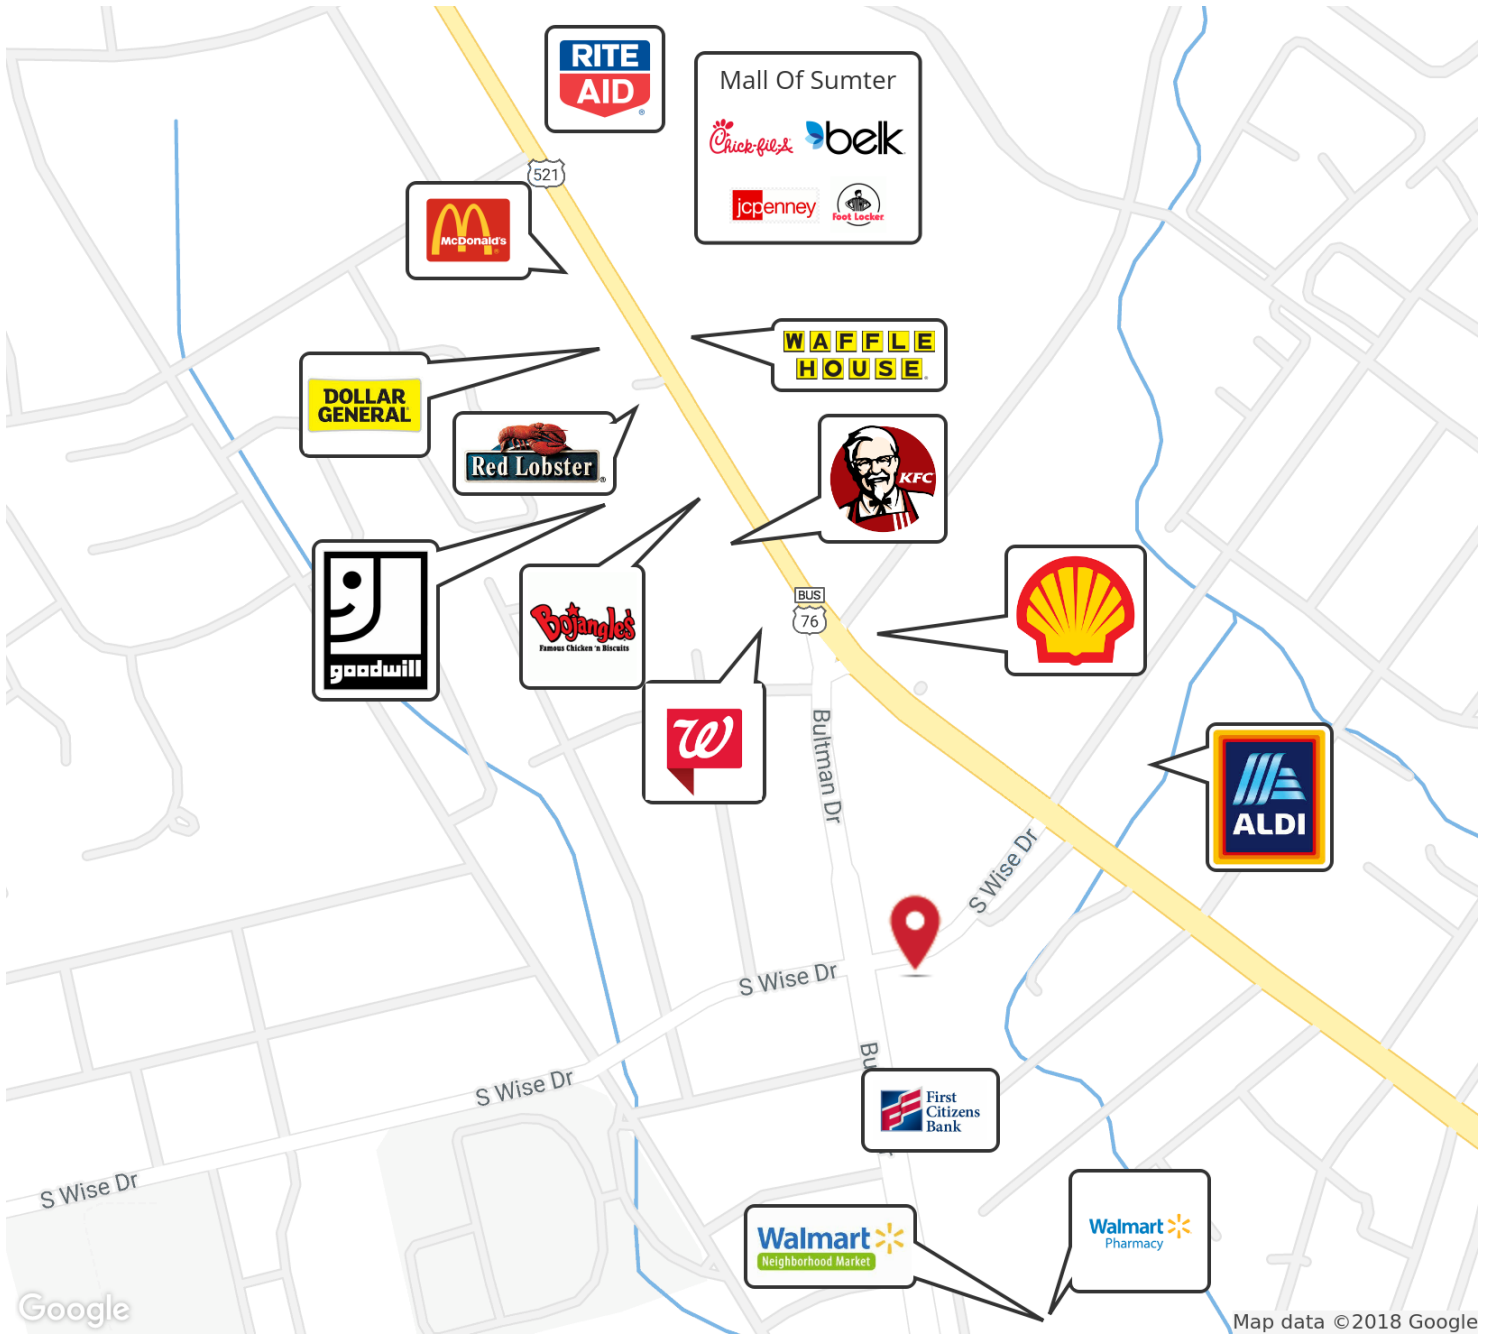 RITE
AID
®
Mall Of Sumter
Chick-fil-A
belk
jcpenney
Foot Locker
521
McDonald's
WAFFLE
HOUSE
DOLLAR
GENERAL
Red Lobster
KFC
goodwill
Bojangles'
Famous Chicken 'n Biscuits
BUS
76
W
Bultman Dr
ALDI
S Wise Dr
S Wise Dr
S Wise Dr
Bu
First
Citizens
Bank
S Wise Dr
Walmart
Neighborhood Market
Walmart
Pharmacy
Google
Map data ©2018 Google